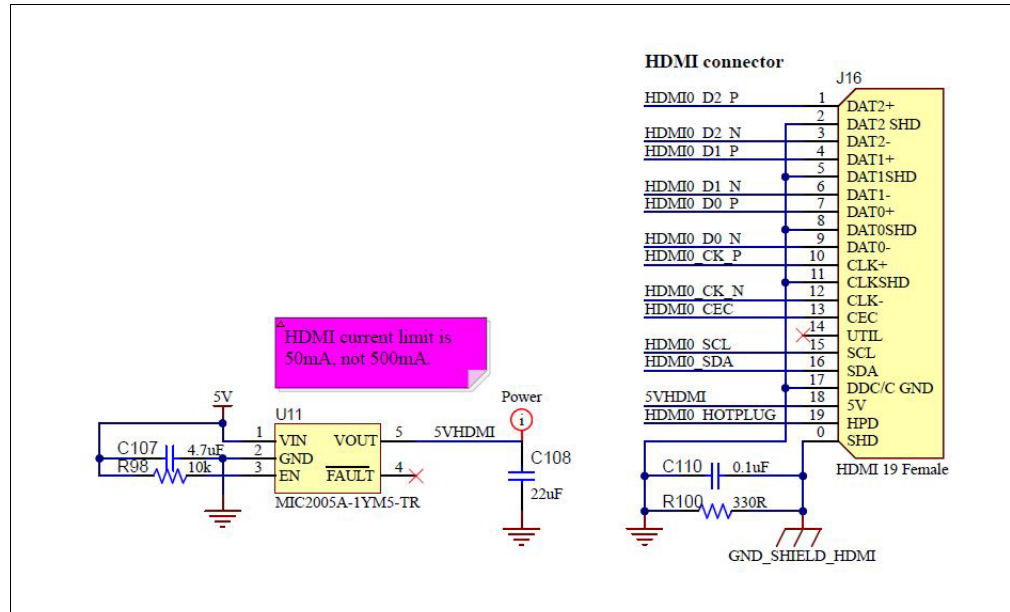 HDMI connector
J16
HDMI0_D2_P 1 DAT2+
2 DAT2 SHD
HDMI0_D2_N 3 DAT2-
HDMI0_D1_P 4 DAT1+
5 DAT1SHD
HDMI0_D1_N 6 DAT1-
HDMI0_D0_P 7 DAT0+
8 DAT0SHD
HDMI0_D0_N 9 DAT0-
HDMI0_CK_P 10 CLK+
11 CLKSHD
HDMI0_CK_N 12 CLK-
HDMI0_CEC 13 CEC
14 UTIL
HDMI0_SCL 15 SCL
HDMI0_SDA 16 SDA
17 DDC/C GND
5VHDMI 18 5V
HDMI0_HOTPLUG 19 HPD
0 SHD
HDMI 19 Female
C110 0.1uF
R100 330R
GND_SHIELD_HDMI
HDMI current limit is
50mA, not 500mA.
5V
U11
Power
i
1 VIN VOUT 5 5VHDMI
C107 4.7uF 2 GND
R98 10k 3 EN FAULT 4
MIC2005A-1YM5-TR
C108
22uF